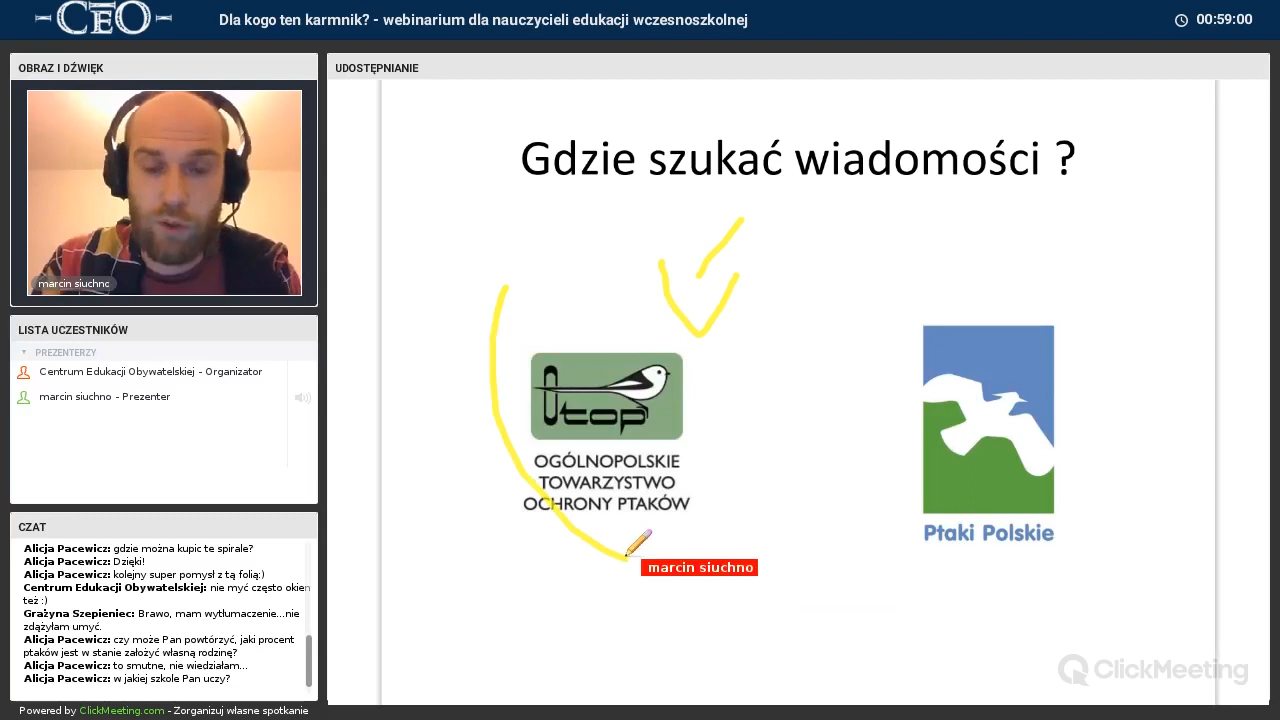 CEO
Dla kogo ten karmnik? - webinarium dla nauczycieli edukacji wczesnoszkolnej
00:59:00
OBRAZ I DŹWIĘK
marcin siuchno
LISTA UCZESTNIKÓW
PREZENTERZY
Centrum Edukacji Obywatelskiej - Organizator
marcin siuchno - Prezenter
CZAT
Alicja Pacewicz: gdzie można kupic te spirale?
Alicja Pacewicz: Dzięki!
Alicja Pacewicz: kolejny super pomysł z tą folią:)
Centrum Edukacji Obywatelskiej: nie myć często okien
też :)
Grażyna Szepieniec: Brawo, mam wytłumaczenie...nie
zdążyłam umyć.
Alicja Pacewicz: czy może Pan powtórzyć, jaki procent
ptaków jest w stanie założyć własną rodzinę?
Alicja Pacewicz: to smutne, nie wiedziałam...
Alicja Pacewicz: w jakiej szkole Pan uczy?
Powered by ClickMeeting.com - Zorganizuj własne spotkanie
UDOSTĘPNIANIE
Gdzie szukać wiadomości ?
otop
OGÓLNOPOLSKIE
TOWARZYSTWO
OCHRONY PTAKÓW
marcin siuchno
Ptaki Polskie
ClickMeeting